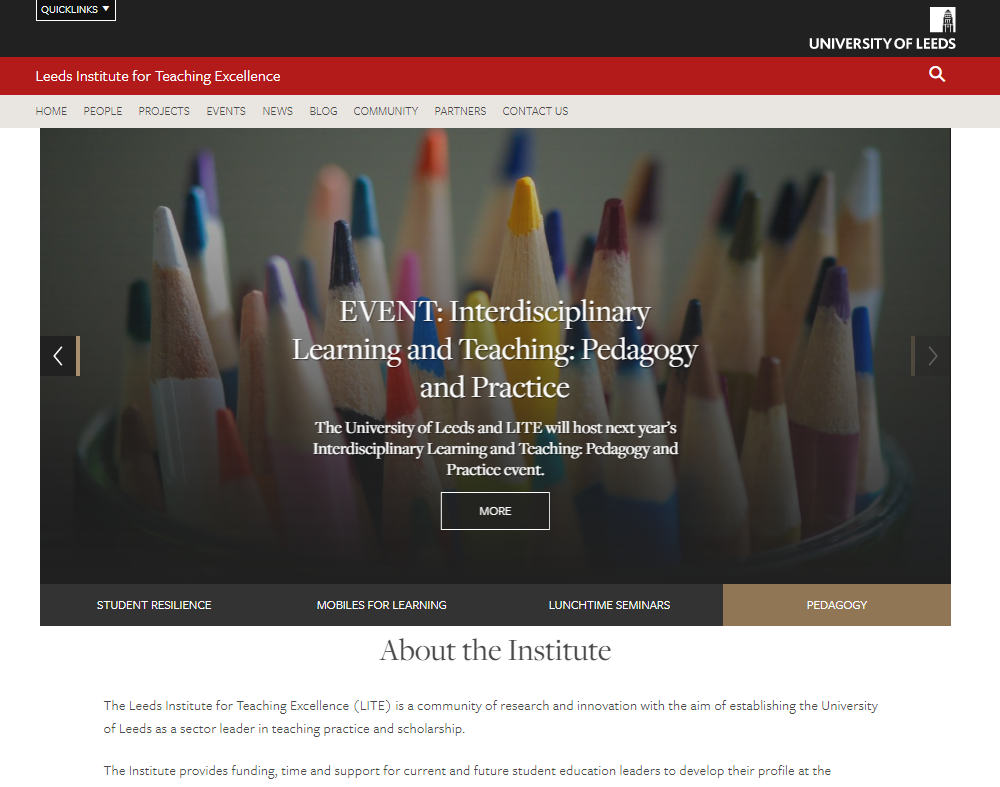 QUICKLINKS
UNIVERSITY OF LEEDS
Leeds Institute for Teaching Excellence
HOME PEOPLE PROJECTS EVENTS NEWS BLOG COMMUNITY PARTNERS CONTACT US
EVENT: Interdisciplinary
Learning and Teaching: Pedagogy
and Practice
The University of Leeds and LITE will host next year's
Interdisciplinary Learning and Teaching: Pedagogy and
Practice event.
MORE
STUDENT RESILIENCE MOBILES FOR LEARNING LUNCHTIME SEMINARS PEDAGOGY
About the Institute
The Leeds Institute for Teaching Excellence (LITE) is a community of research and innovation with the aim of establishing the University
of Leeds as a sector leader in teaching practice and scholarship.
The Institute provides funding, time and support for current and future student education leaders to develop their profile at the